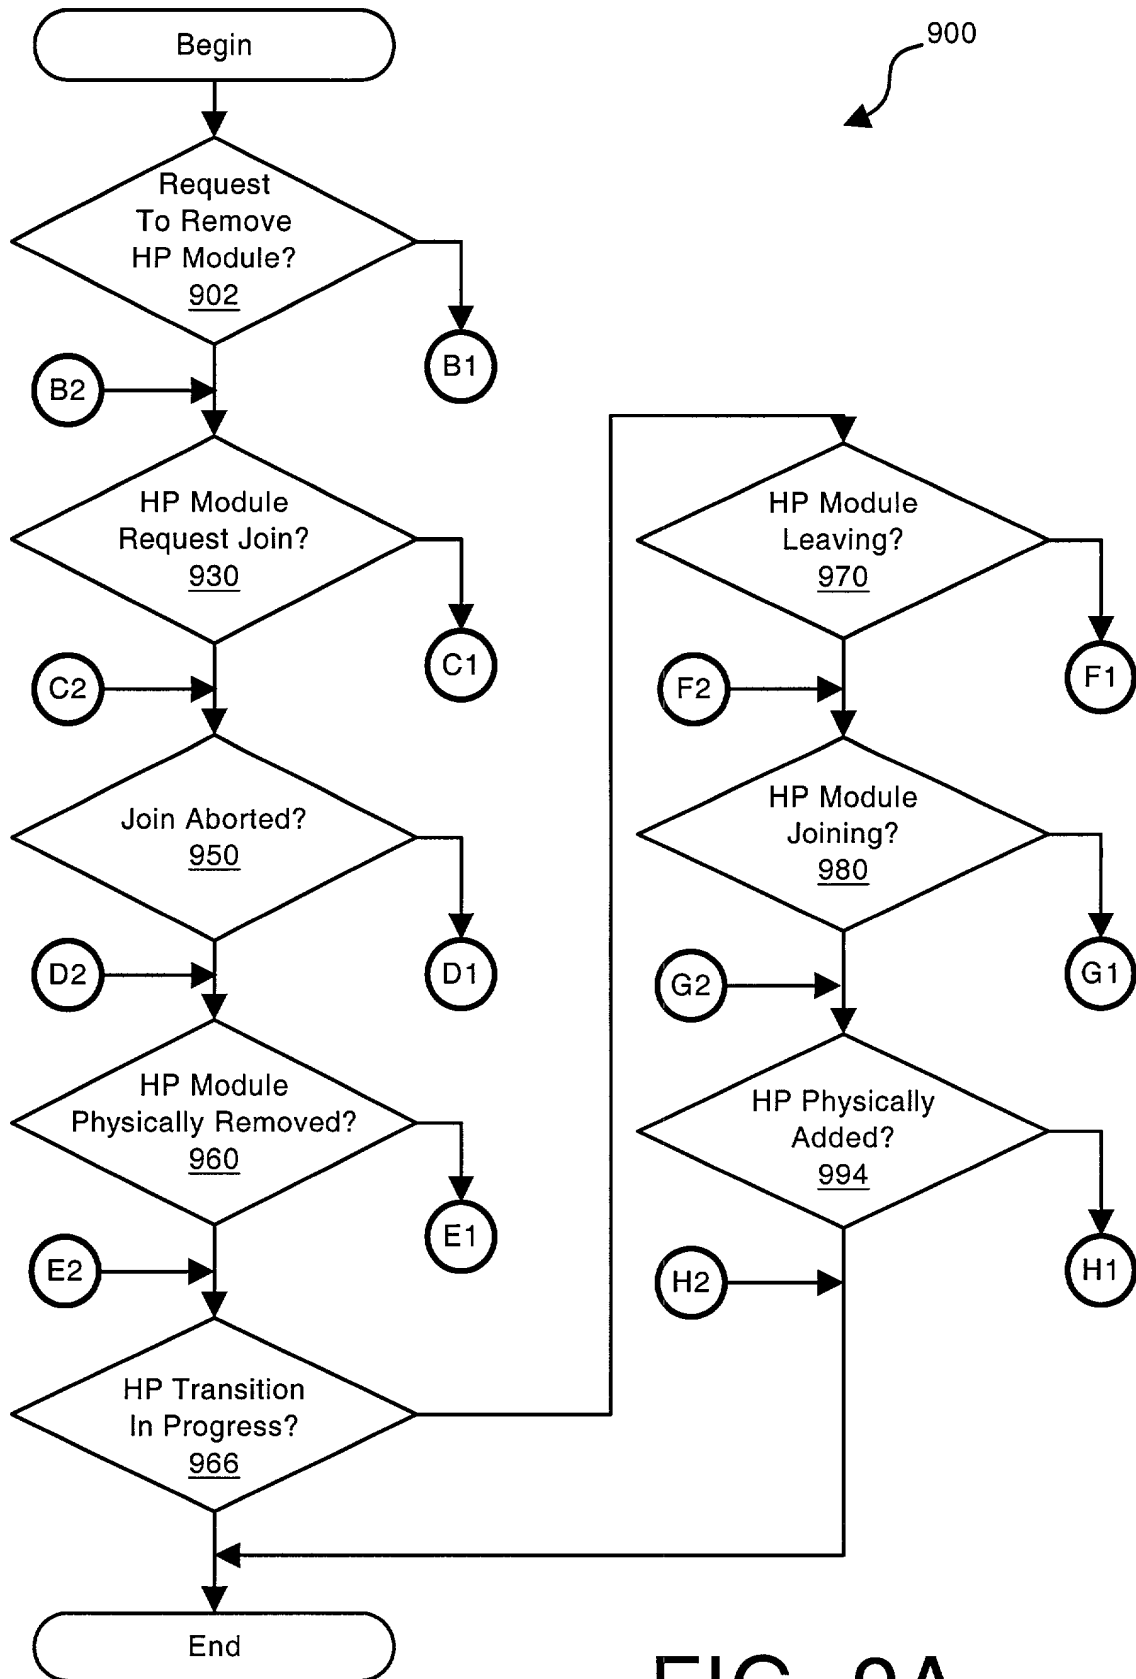 Begin
900
Request
To Remove
HP Module?
902
B1
B2
HP Module
Request Join?
930
C1
C2
Join Aborted?
950
D1
D2
HP Module
Physically Removed?
960
E1
E2
HP Transition
In Progress?
966
HP Module
Leaving?
970
F1
F2
HP Module
Joining?
980
G1
G2
HP Physically
Added?
994
H1
H2
End
FIG. 9A